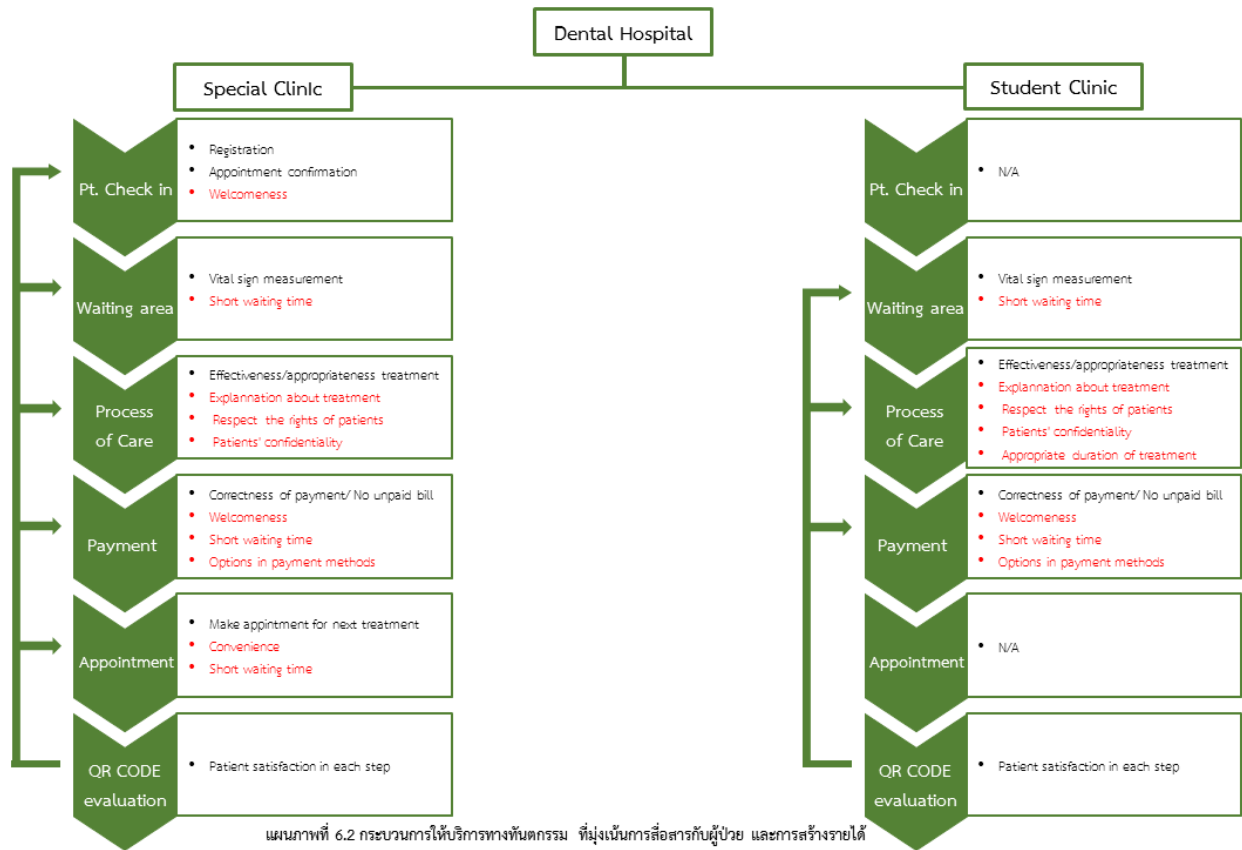 Dental Hospital
Special ClinIc
Pt. Check in
• Registration
• Appointment confirmation
• Welcomeness
Waiting area
• Vital sign measurement
• Short waiting time
Process
of Care
• Effectiveness/appropriateness treatment
• Explannation about treatment
• Respect the rights of patients
• Patients' confidentiality
Payment
• Correctness of payment/ No unpaid bill
• Welcomeness
• Short waiting time
• Options in payment methods
Appointment
• Make appintment for next treatment
• Convenience
• Short waiting time
QR CODE
evaluation
• Patient satisfaction in each step
Student Clinic
Pt. Check in
• N/A
Waiting area
• Vital sign measurement
• Short waiting time
Process
of Care
• Effectiveness/appropriateness treatment
• Explannation about treatment
• Respect the rights of patients
• Patients' confidentiality
• Appropriate duration of treatment
Payment
• Correctness of payment/ No unpaid bill
• Welcomeness
• Short waiting time
• Options in payment methods
Appointment
• N/A
QR CODE
evaluation
• Patient satisfaction in each step
แผนภาพที่ 6.2 กระบวนการให้บริการทางทันตกรรม ที่มุ่งเน้นการสื่อสารกับผู้ป่วย และการสร้างรายได้